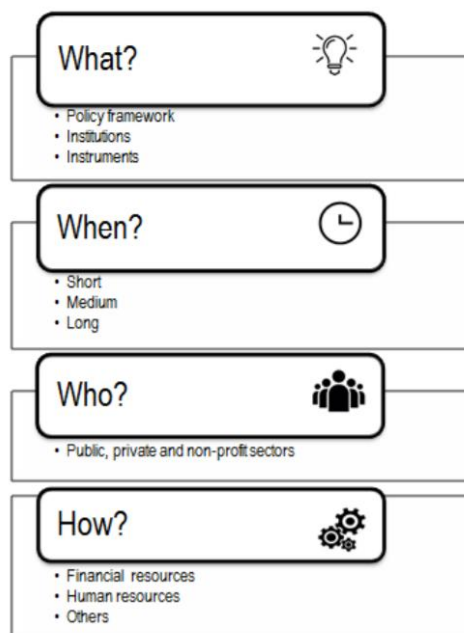 What?
• Policy framework
• Institutions
• Instruments
When?
• Short
• Medium
• Long
Who?
• Public, private and non-profit sectors
How?
• Financial resources
• Human resources
• Others